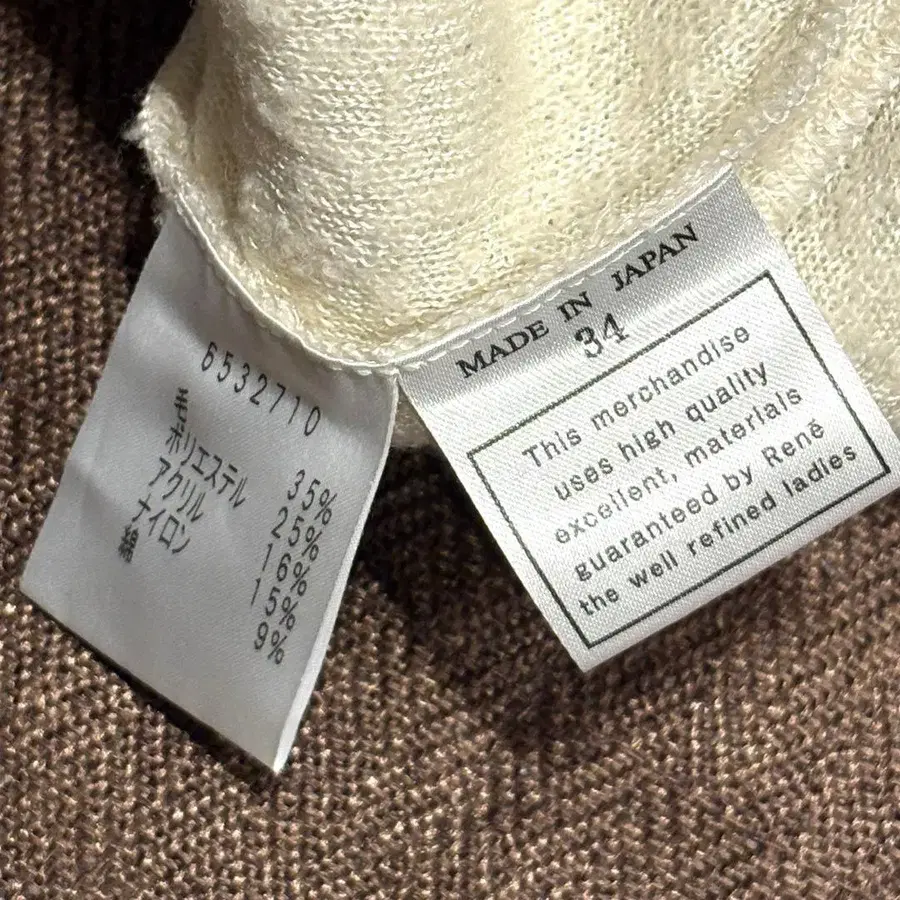 6532710
毛 35%
ポリエステル 25%
アクリル 16%
ナイロン 15%
綿 9%
MADE IN JAPAN
34
This merchandise
uses high quality
excellent, materials
guaranteed by René
the well refined ladies